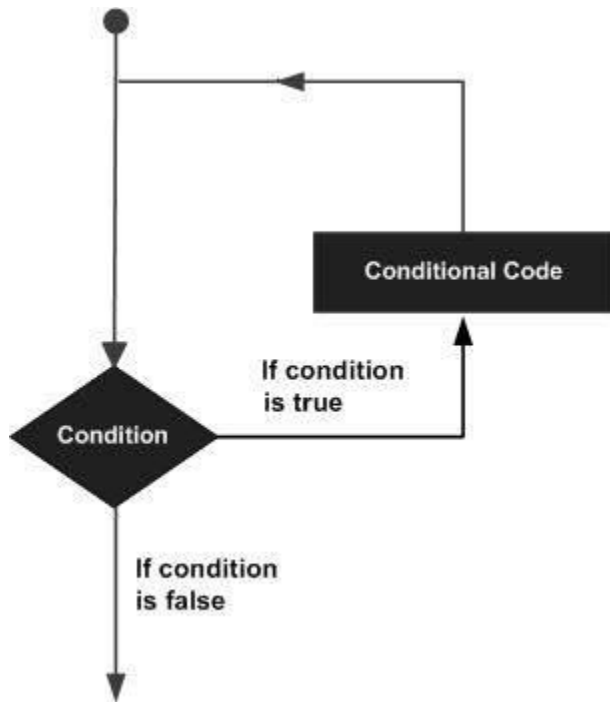 Conditional Code
If condition
is true
Condition
If condition
is false